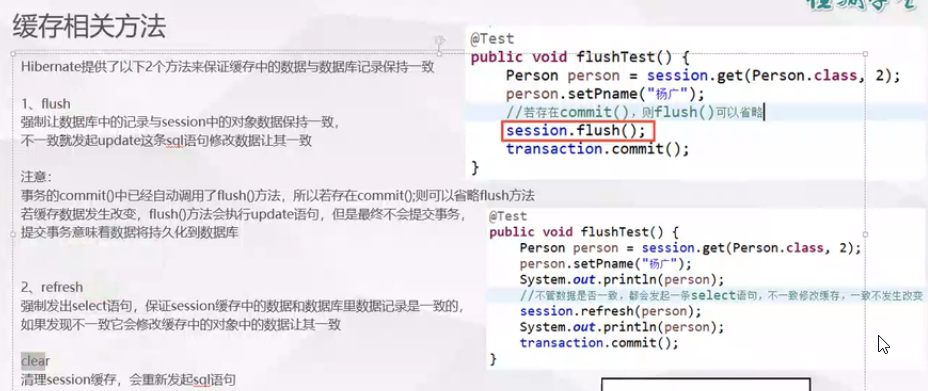 缓存相关方法
Hibernate提供了以下2个方法来保证缓存中的数据与数据库记录保持一致
1、flush
强制让数据库中的记录与session中的对象数据保持一致，
不一致就发起update这条sql语句修改数据让其一致
注意：
事务的commit()中已经自动调用了flush()方法，所以若存在commit();则可以省略flush方法
若缓存数据发生改变，flush()方法会执行update语句，但是最终不会提交事务，
提交事务意味着数据将持久化到数据库
2、refresh
强制发出select语句，保证session缓存中的数据和数据库里数据记录是一致的，
如果发现不一致它会修改缓存中的对象中的数据让其一致
clear
清理session缓存，会重新发起sql语句
@Test
public void flushTest() {
Person person = session.get(Person.class, 2);
person.setPname("杨广");
//若存在commit()，则flush()可以省略
session.flush();
transaction.commit();
}
@Test
public void flushTest() {
Person person = session.get(Person.class, 2);
person.setPname("杨广");
System.out.println(person);
//不管数据是否一致，都会发起一条select语句，不一致修改缓存，一致不发生改变
session.refresh(person);
System.out.println(person);
transaction.commit();
}